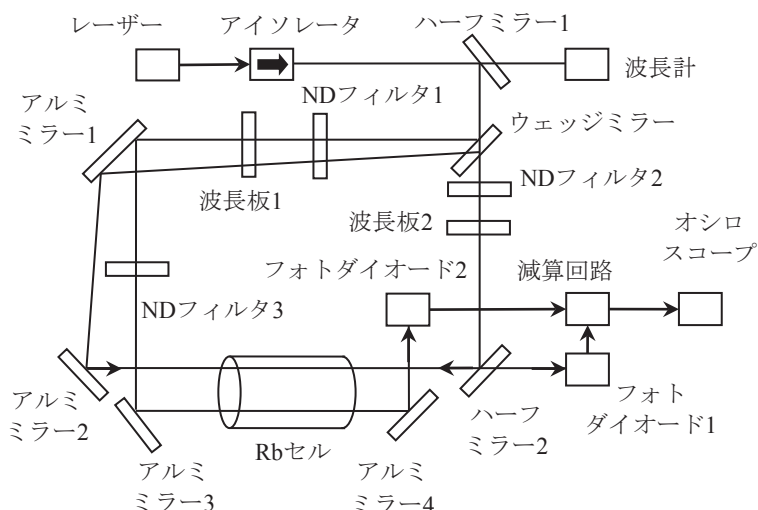 レーザー
アイソレータ
ハーフミラー1
波長計
アルミ
ミラー1
NDフィルタ1
ウェッジミラー
波長板1
NDフィルタ2
波長板2
オシロ
スコープ
フォトダイオード2
減算回路
NDフィルタ3
アルミ
ミラー2
Rbセル
ハーフ
ミラー2
フォト
ダイオード1
アルミ
ミラー3
アルミ
ミラー4